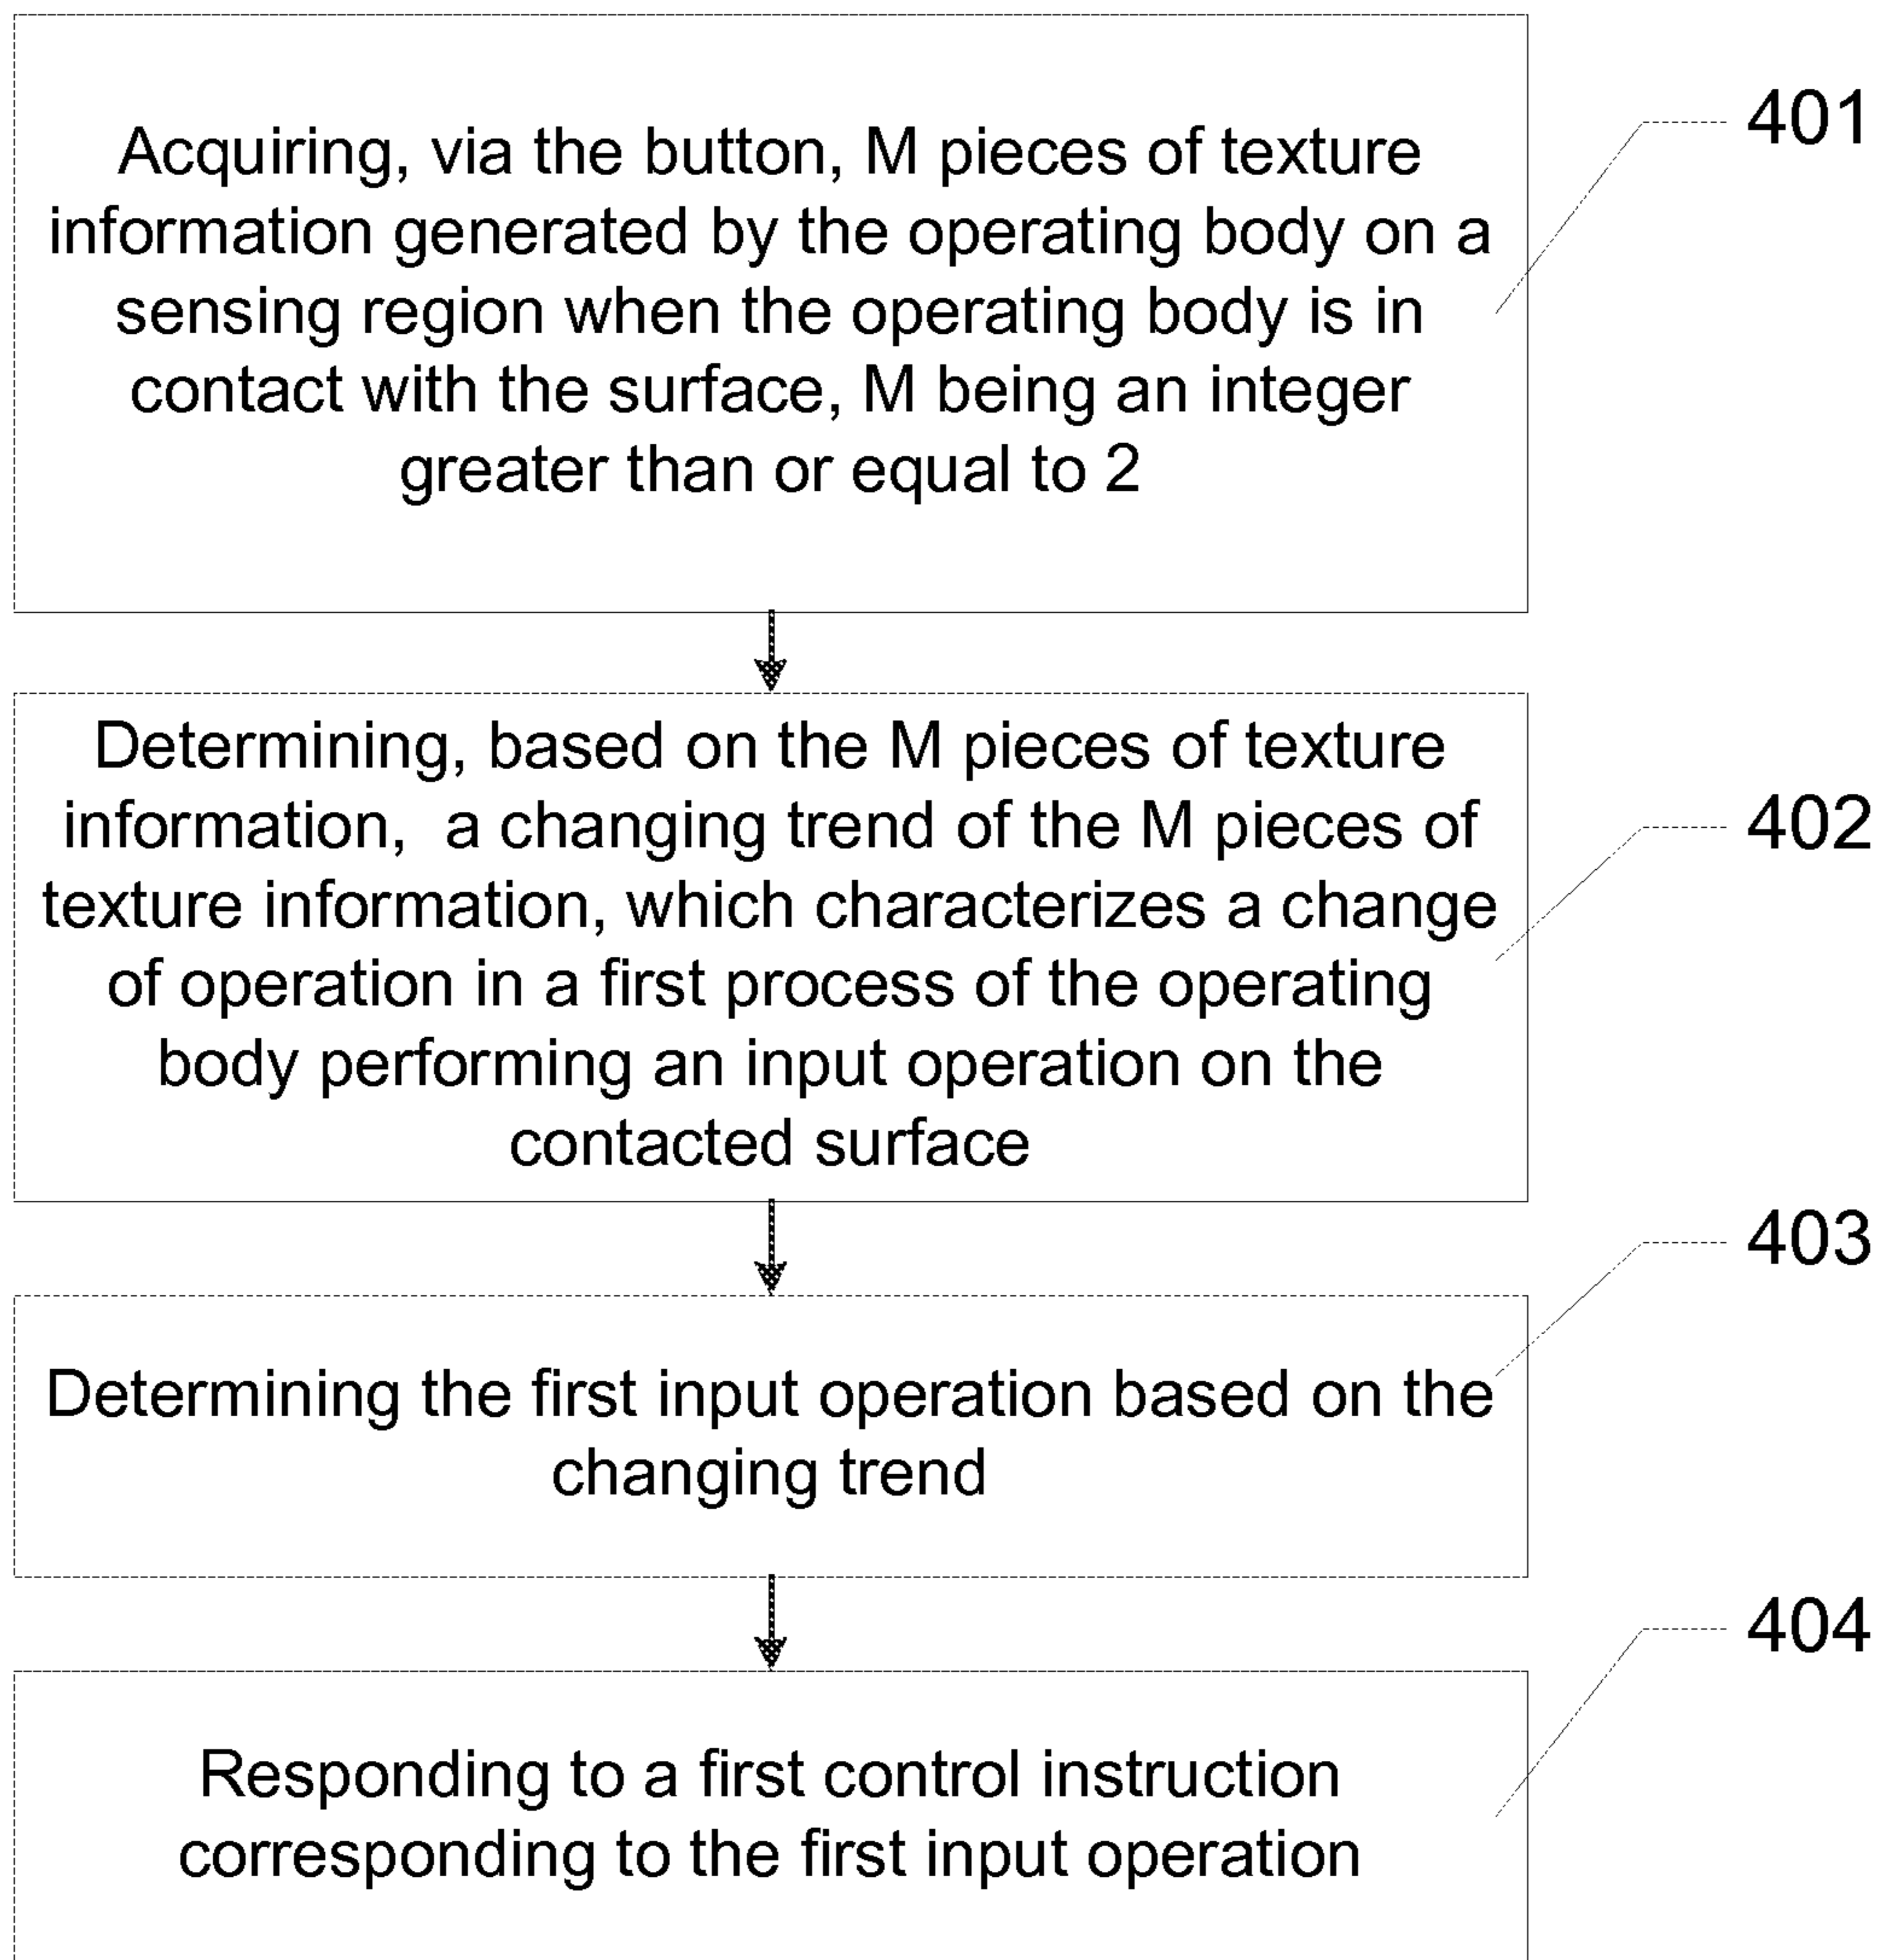 Acquiring, via the button, M pieces of texture
information generated by the operating body on a
sensing region when the operating body is in
contact with the surface, M being an integer
greater than or equal to 2
401
Determining, based on the M pieces of texture
information,  a changing trend of the M pieces of
texture information, which characterizes a change
of operation in a first process of the operating
body performing an input operation on the
contacted surface
402
Determining the first input operation based on the
changing trend
403
Responding to a first control instruction
corresponding to the first input operation
404